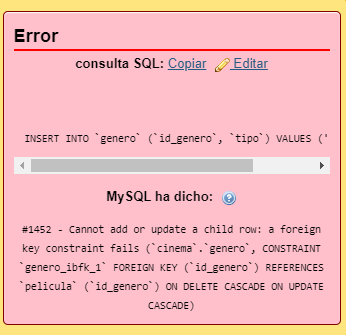 Error
consulta SQL: Copiar Editar
INSERT INTO `genero` (`id_genero`, `tipo`) VALUES ('
MySQL ha dicho:
#1452 - Cannot add or update a child row: a foreign
key constraint fails (`cinema`.`genero`, CONSTRAINT
`genero_ibfk_1` FOREIGN KEY (`id_genero`) REFERENCES
`pelicula` (`id_genero`) ON DELETE CASCADE ON UPDATE
CASCADE)